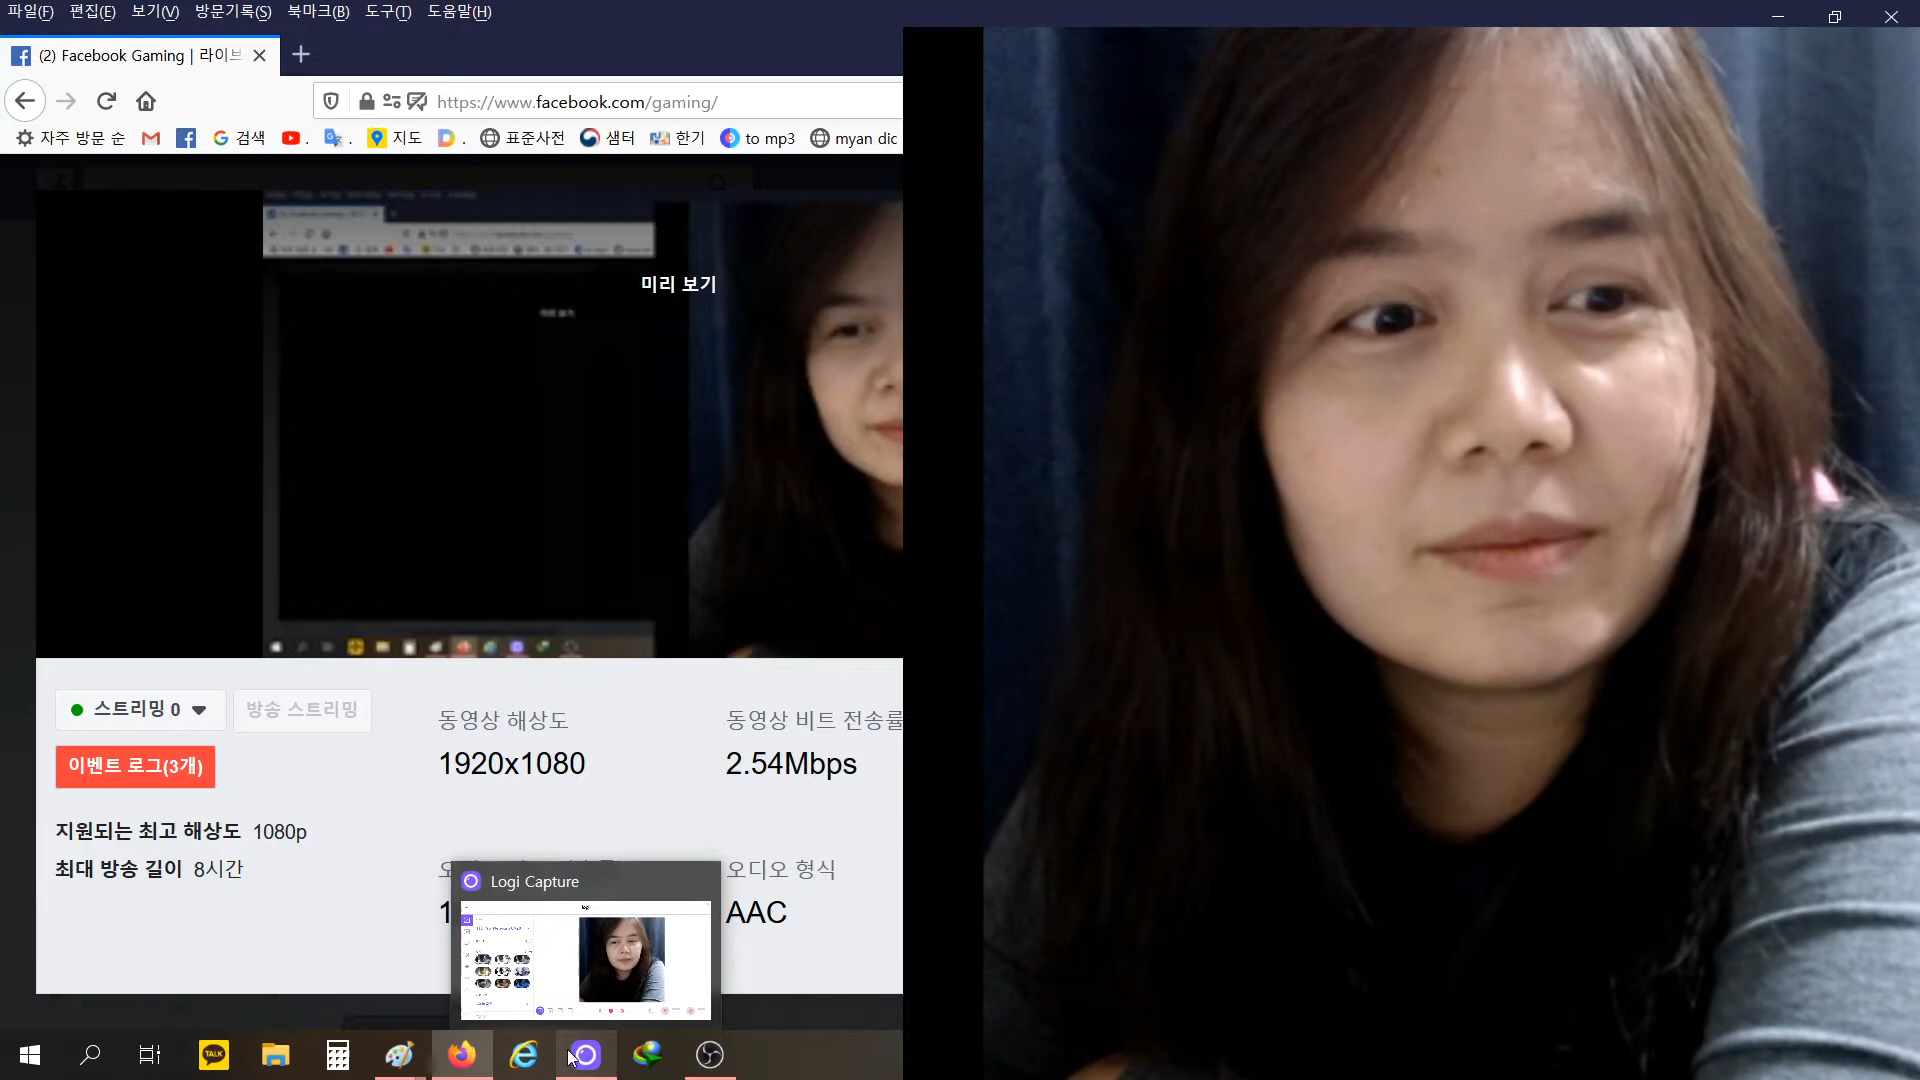 파일(F) 편집(E) 보기(V) 방문기록(S) 북마크(B) 도구(T) 도움말(H)
(2) Facebook Gaming | 라이브
https://www.facebook.com/gaming/
자주 방문 순 검색 . . 지도 . 표준사전 샘터 한기 to mp3 myan dic
미리 보기
스트리밍 0 방송 스트리밍
동영상 해상도 동영상 비트 전송률
1920x1080 2.54Mbps
이벤트 로그(3개)
지원되는 최고 해상도 1080p
최대 방송 길이 8시간
오디오 형식
Logi Capture
AAC
logi
TALK